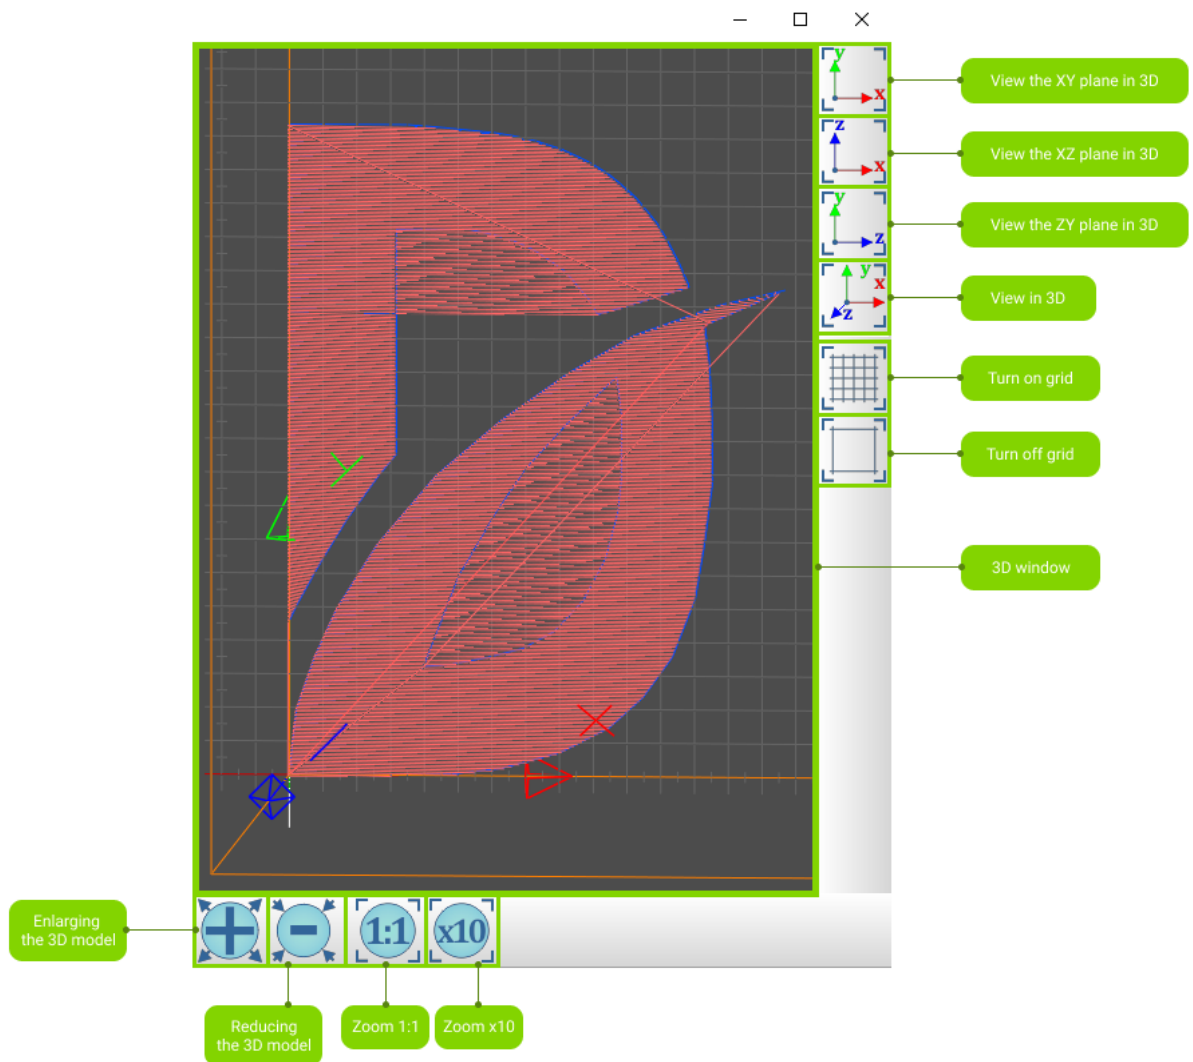 y
x
View the XY plane in 3D
z
x
View the XZ plane in 3D
y
z
View the ZY plane in 3D
y
x
z
View in 3D
Turn on grid
Turn off grid
Y
3D window
X
Enlarging
the 3D model
1:1
x10
Reducing
the 3D model
Zoom 1:1
Zoom x10